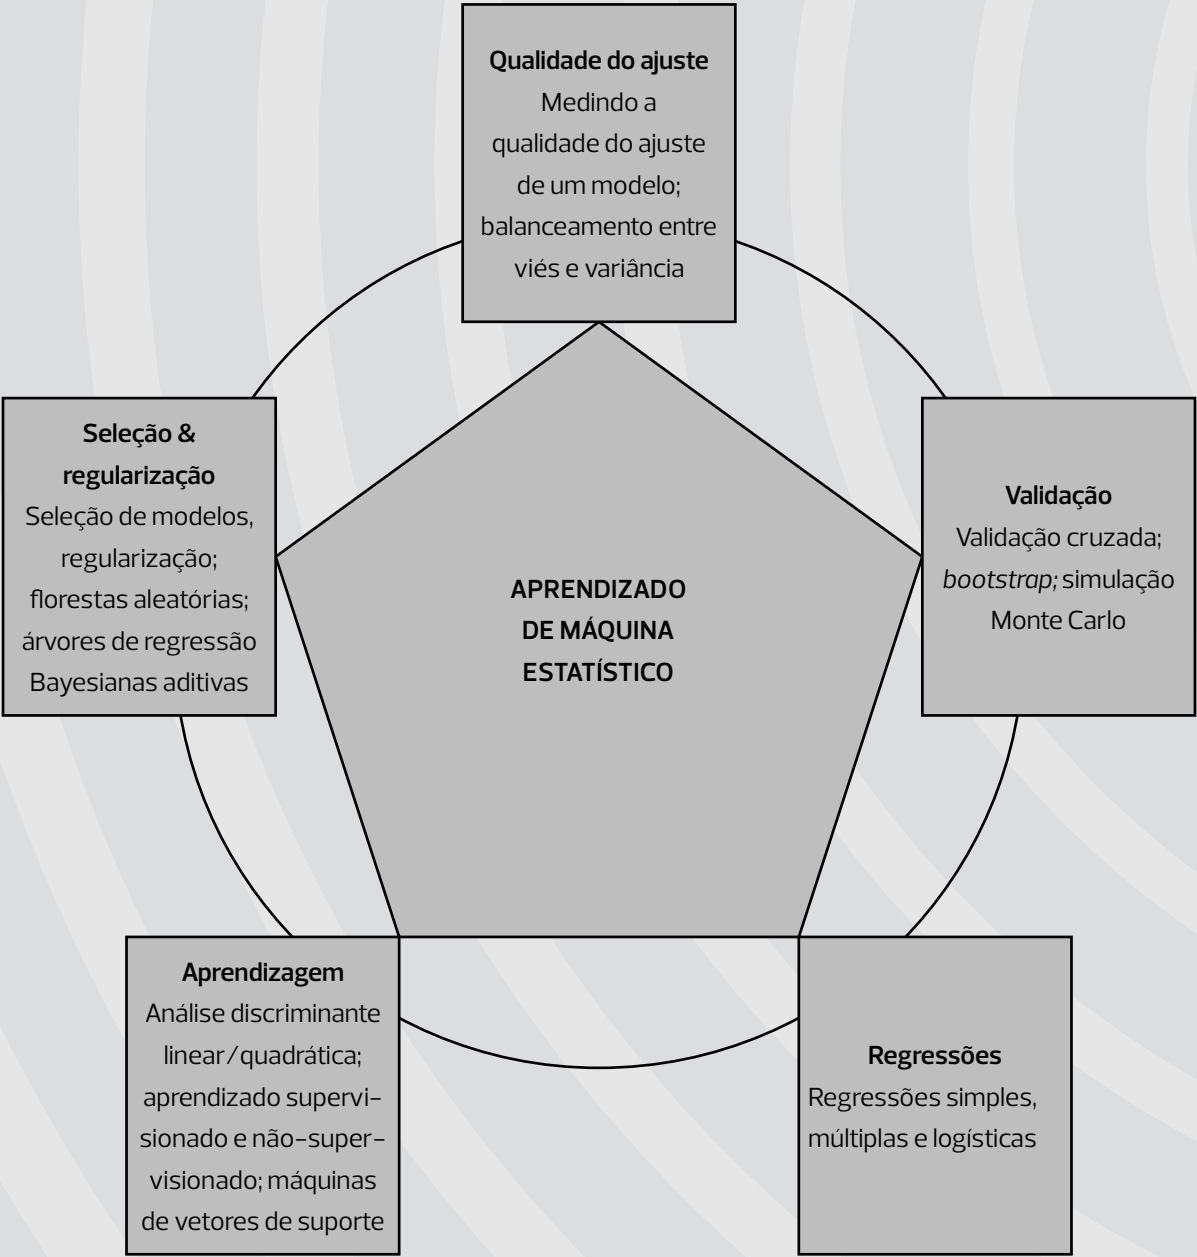 Qualidade do ajuste
Medindo a
qualidade do ajuste
de um modelo;
balanceamento entre
viés e variância
Seleção &
regularização
Seleção de modelos,
regularização;
florestas aleatórias;
árvores de regressão
Bayesianas aditivas
APRENDIZADO
DE MÁQUINA
ESTATÍSTICO
Validação
Validação cruzada;
bootstrap; simulação
Monte Carlo
Aprendizagem
Análise discriminante
linear/quadrática;
aprendizado supervi-
sionado e não-super-
visionado; máquinas
de vetores de suporte
Regressões
Regressões simples,
múltiplas e logísticas